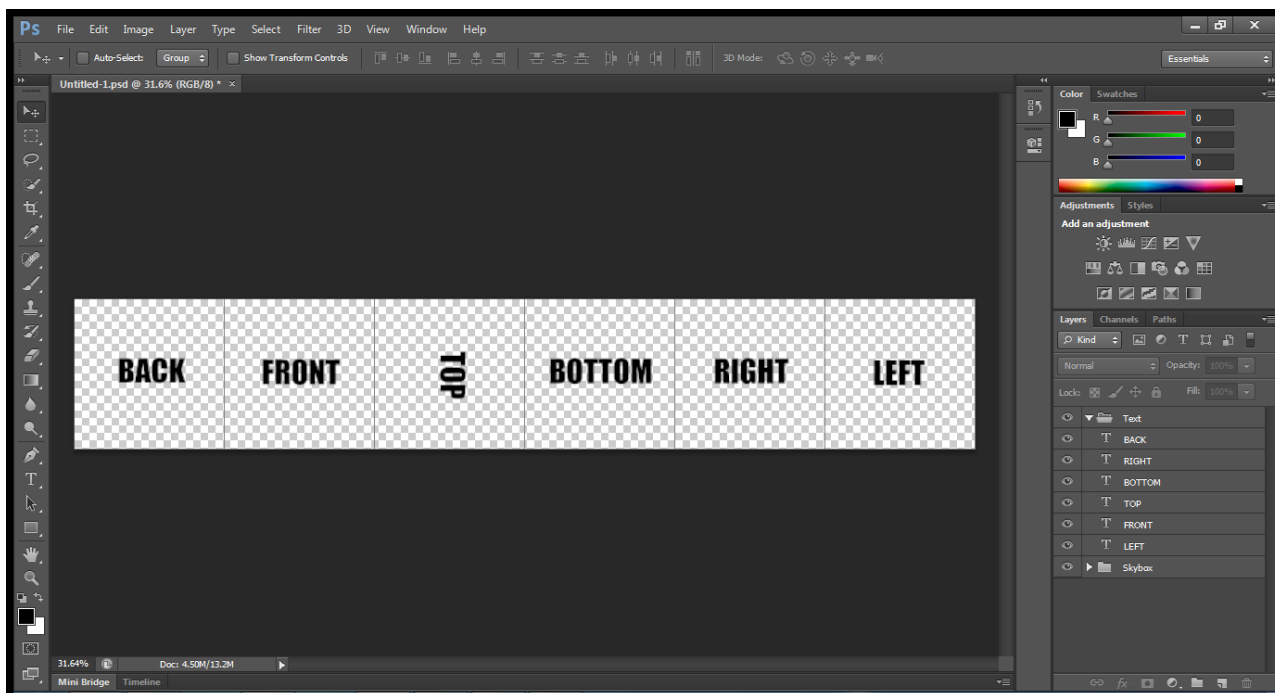 Ps File Edit Image Layer Type Select Filter 3D View Window Help
Auto-Select: Group Show Transform Controls 3D Mode: Essentials
Untitled-1.psd @ 31.6% (RGB/8) * ×
Color Swatches
R 0
G 0
B 0
Adjustments Styles
Add an adjustment
Layers Channels Paths
Kind
Normal Opacity: 100%
Lock: Fill: 100%
Text
T BACK
T RIGHT
T BOTTOM
T TOP
T FRONT
T LEFT
Skybox
BACK FRONT TOP BOTTOM RIGHT LEFT
31.64% Doc: 4.50M/13.2M
Mini Bridge Timeline
fx